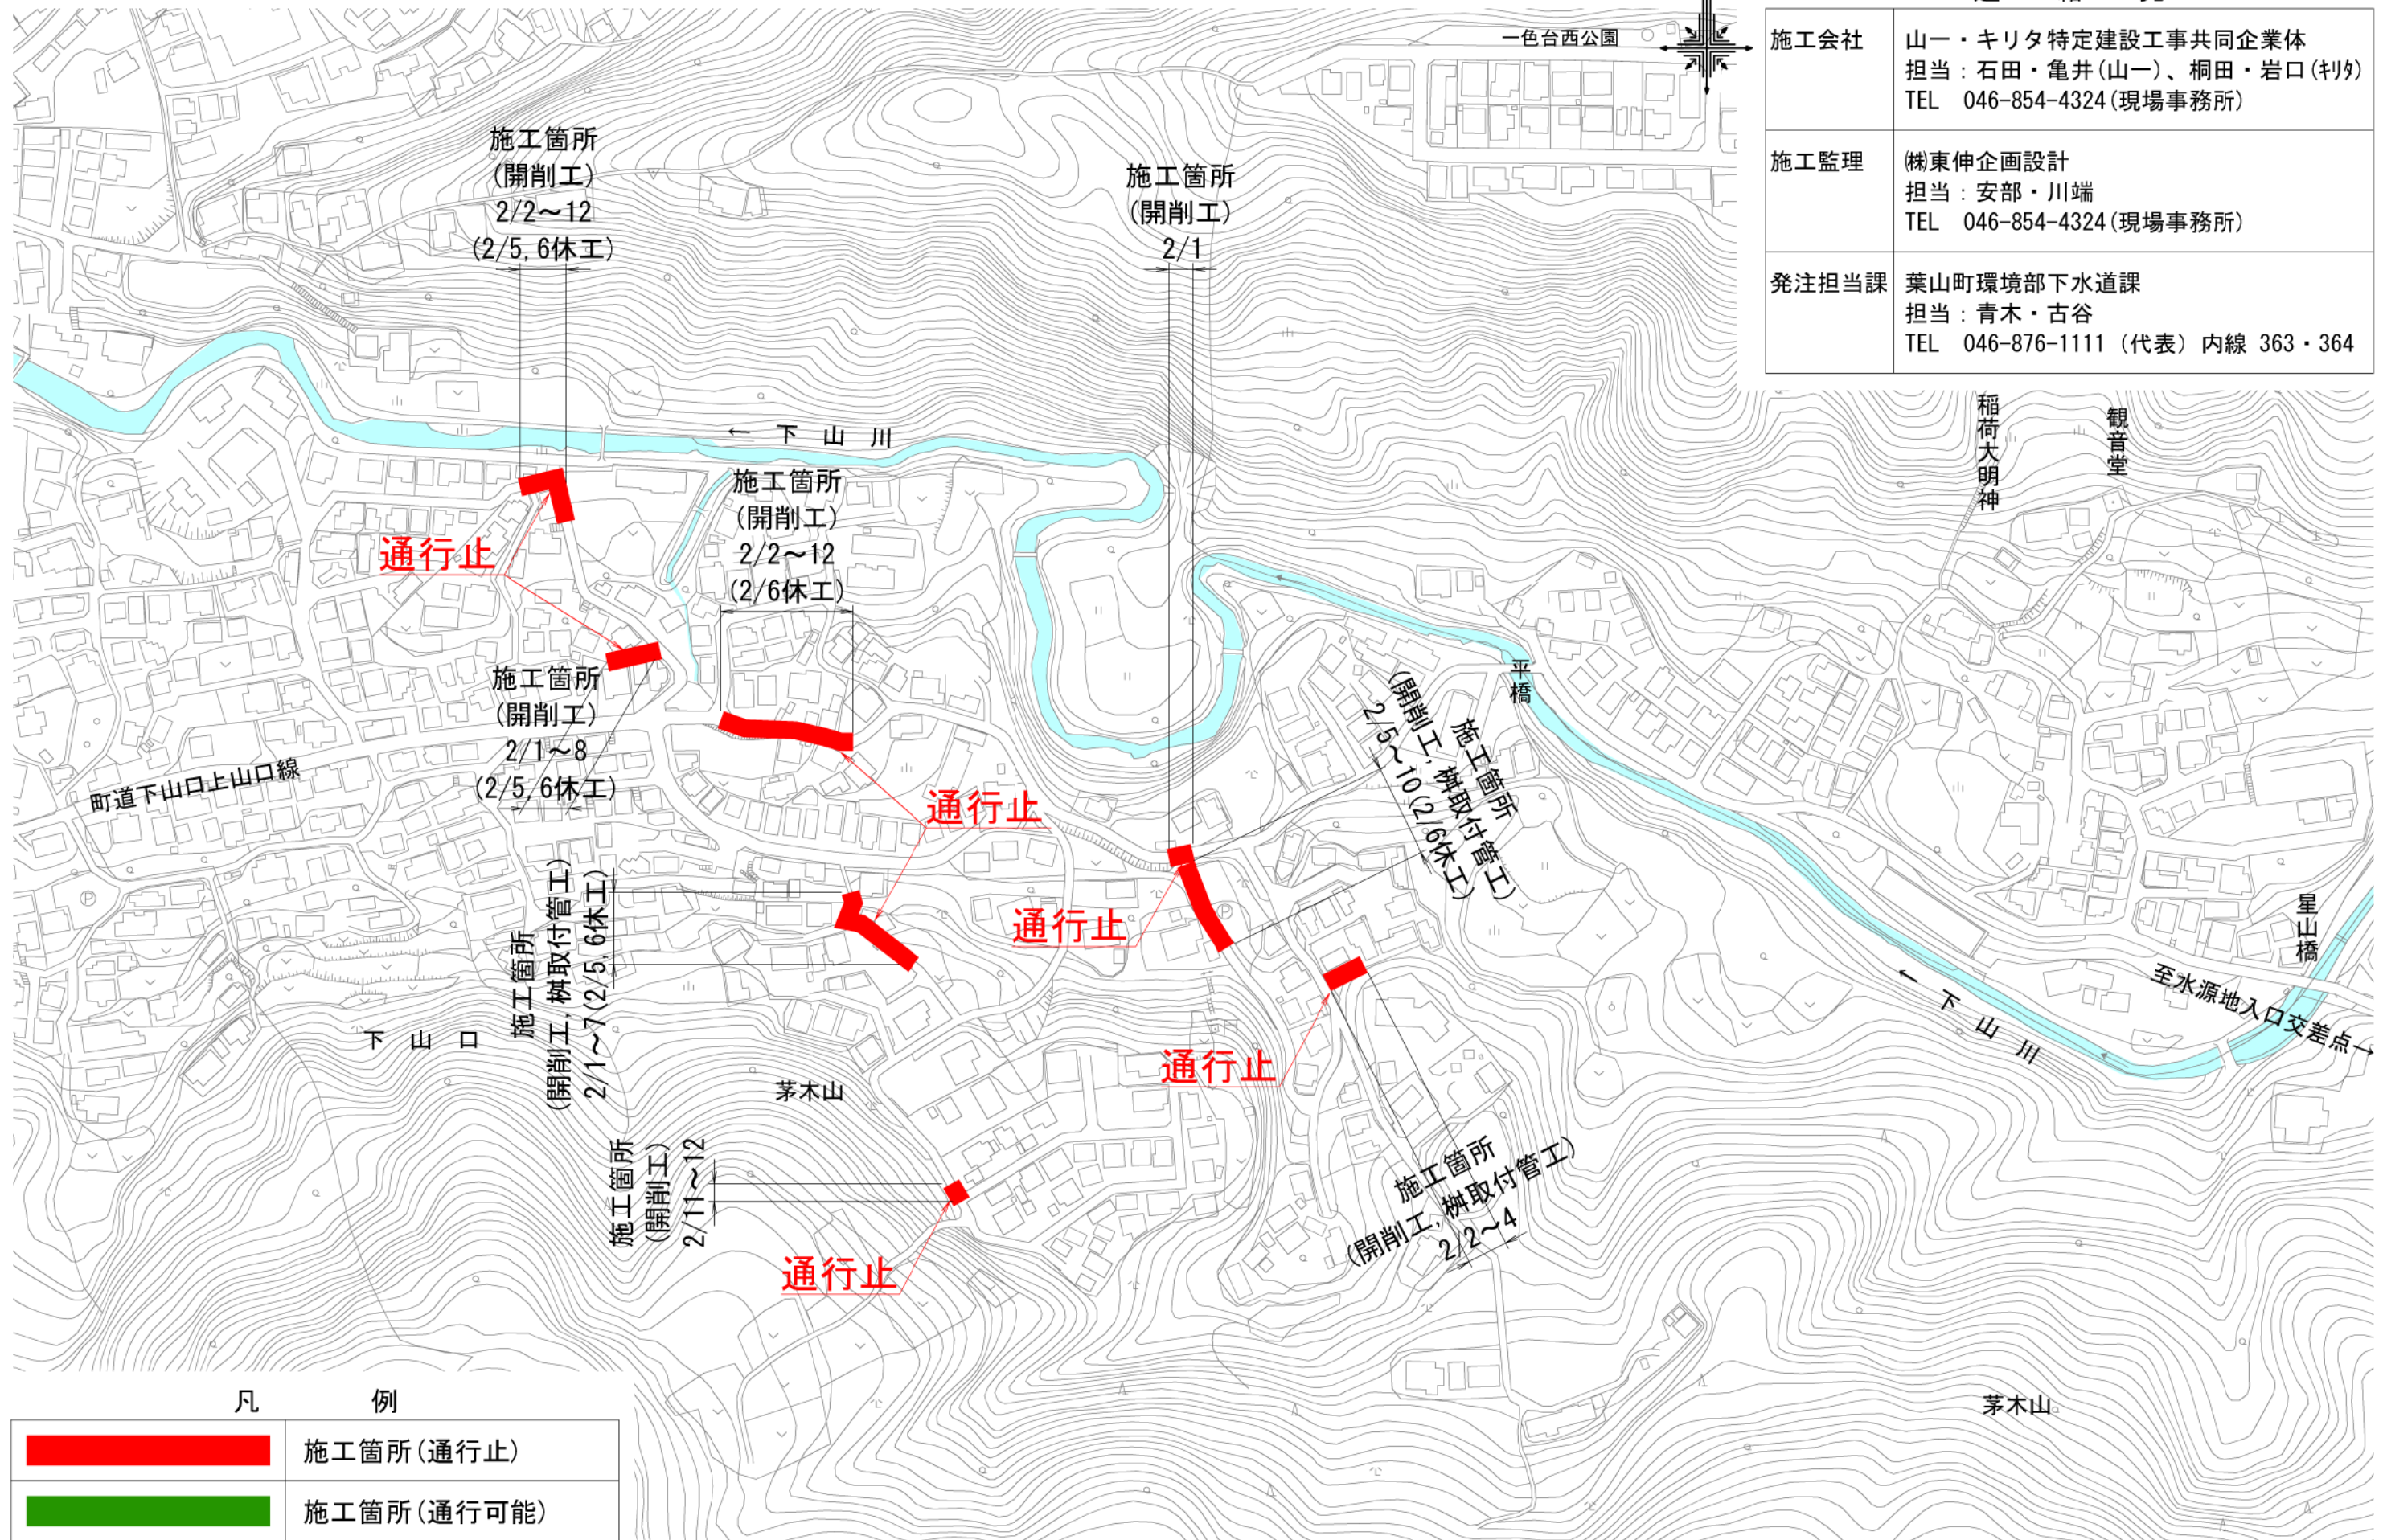 一色台西公園
施工会社
山一・キリタ特定建設工事共同企業体
担当：石田・亀井(山一)、桐田・岩口(ｷﾘﾀ)
TEL 046-854-4324(現場事務所)
施工監理
㈱東伸企画設計
担当：安部・川端
TEL 046-854-4324(現場事務所)
発注担当課
葉山町環境部下水道課
担当：青木・古谷
TEL 046-876-1111 (代表) 内線 363・364
施工箇所
(開削工)
2/2～12
(2/5,6休工)
施工箇所
(開削工)
2/1
稲荷大明神
観音堂
← 下 山 川
施工箇所
(開削工)
2/2～12
(2/6休工)
通行止
施工箇所
(開削工)
2/1～8
(2/5,6休工)
平橋
施工箇所
(開削工,桝取付管工)
2/5～10(2/6休工)
町道下山口上山口線
通行止
通行止
施工箇所
(開削工,桝取付管工)
2/1～7(2/5,6休工)
星山橋
至水源地入口交差点→
← 下 山 川
下 山 口
通行止
茅木山
施工箇所
(開削工)
2/11～12
施工箇所
(開削工,桝取付管工)
2/2～4
通行止
茅木山
凡 例
施工箇所(通行止)
施工箇所(通行可能)